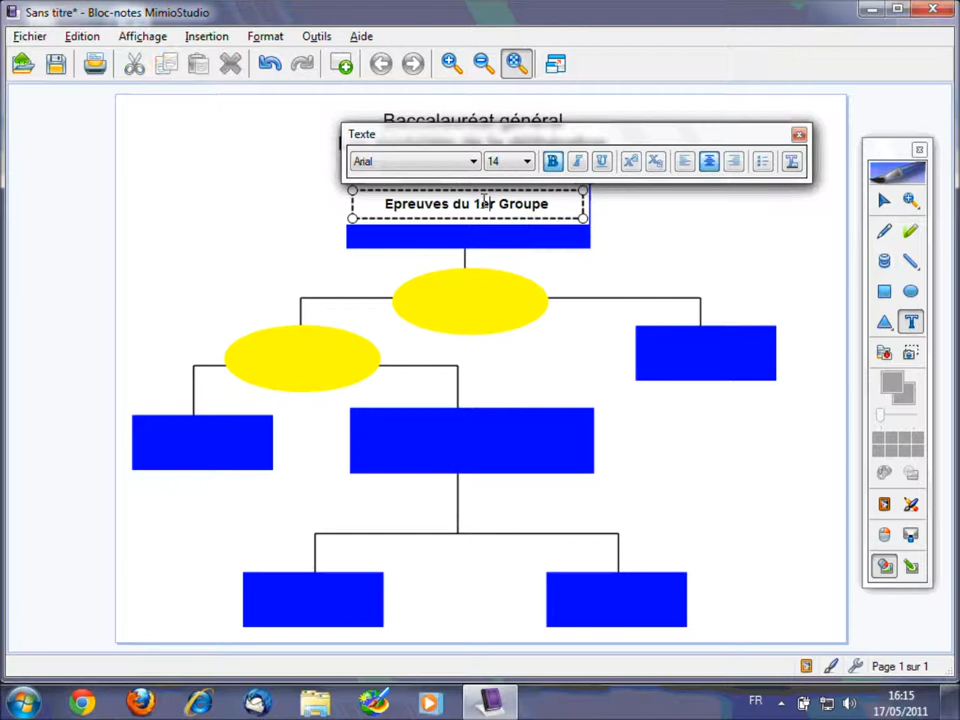 Sans titre* - Bloc-notes MimioStudio
Fichier Edition Affichage Insertion Format Outils Aide
Baccalauréat général
Texte
Arial 14 B I U
Epreuves du 1er Groupe
T
Page 1 sur 1
FR
16:15
17/05/2011